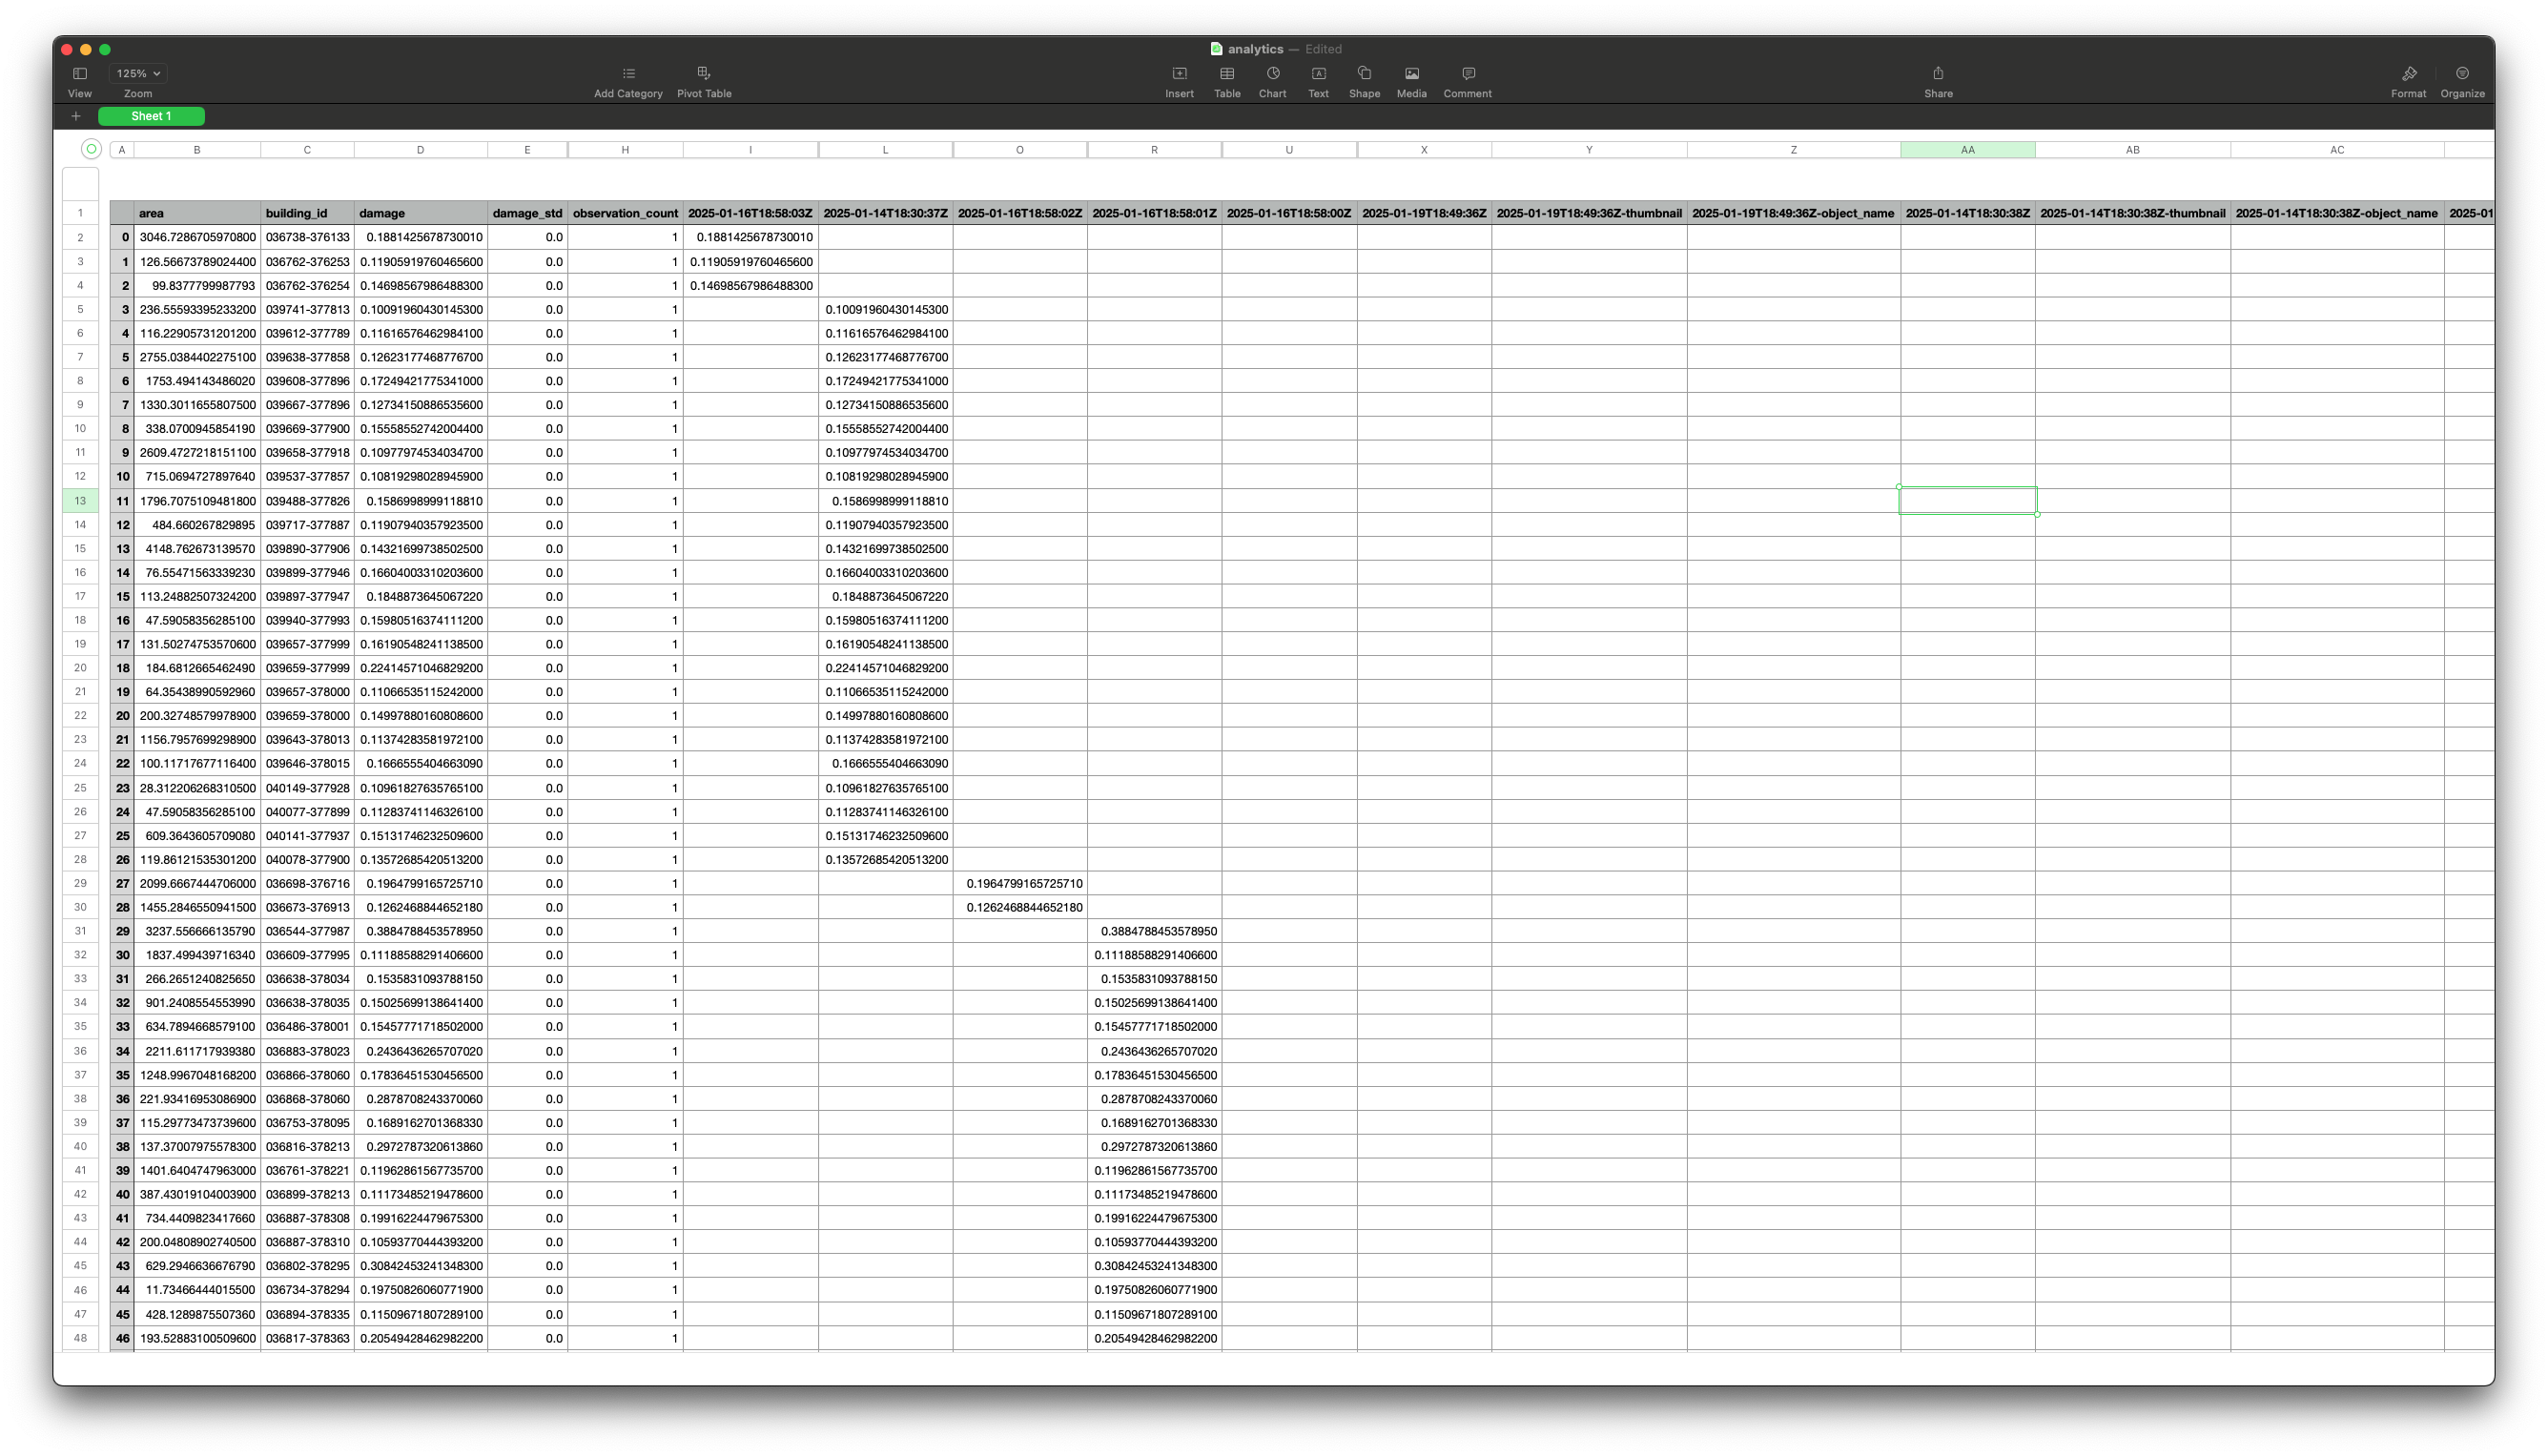 analytics — Edited
125%
View Zoom Add Category Pivot Table Insert Table Chart Text Shape Media Comment Share Format Organize
+ Sheet 1
A B C D E H I L O R U X Y Z AA AB AC
1 area building_id damage damage_std observation_count 2025-01-16T18:58:03Z 2025-01-14T18:30:37Z 2025-01-16T18:58:02Z 2025-01-16T18:58:01Z 2025-01-16T18:58:00Z 2025-01-19T18:49:36Z 2025-01-19T18:49:36Z-thumbnail 2025-01-19T18:49:36Z-object_name 2025-01-14T18:30:38Z 2025-01-14T18:30:38Z-thumbnail 2025-01-14T18:30:38Z-object_name 2025-01
2 0 3046.7286705970800 036738-376133 0.1881425678730010 0.0 1 0.1881425678730010
3 1 126.56673789024400 036762-376253 0.11905919760465600 0.0 1 0.11905919760465600
4 2 99.8377799987793 036762-376254 0.14698567986488300 0.0 1 0.14698567986488300
5 3 236.55593395233200 039741-377813 0.10091960430145300 0.0 1 0.10091960430145300
6 4 116.22905731201200 039612-377789 0.11616576462984100 0.0 1 0.11616576462984100
7 5 2755.0384402275100 039638-377858 0.12623177468776700 0.0 1 0.12623177468776700
8 6 1753.494143486020 039608-377896 0.17249421775341000 0.0 1 0.17249421775341000
9 7 1330.3011655807500 039667-377896 0.12734150886535600 0.0 1 0.12734150886535600
10 8 338.0700945854190 039669-377900 0.15558552742004400 0.0 1 0.15558552742004400
11 9 2609.4727218151100 039658-377918 0.10977974534034700 0.0 1 0.10977974534034700
12 10 715.0694727897640 039537-377857 0.10819298028945900 0.0 1 0.10819298028945900
13 11 1796.7075109481800 039488-377826 0.1586998999118810 0.0 1 0.1586998999118810
14 12 484.660267829895 039717-377887 0.11907940357923500 0.0 1 0.11907940357923500
15 13 4148.762673139570 039890-377906 0.14321699738502500 0.0 1 0.14321699738502500
16 14 76.55471563339230 039899-377946 0.16604003310203600 0.0 1 0.16604003310203600
17 15 113.24882507324200 039897-377947 0.1848873645067220 0.0 1 0.1848873645067220
18 16 47.59058356285100 039940-377993 0.15980516374111200 0.0 1 0.15980516374111200
19 17 131.50274753570600 039657-377999 0.16190548241138500 0.0 1 0.16190548241138500
20 18 184.6812665462490 039659-377999 0.22414571046829200 0.0 1 0.22414571046829200
21 19 64.35438990592960 039657-378000 0.11066535115242000 0.0 1 0.11066535115242000
22 20 200.32748579978900 039659-378000 0.14997880160808600 0.0 1 0.14997880160808600
23 21 1156.7957699298900 039643-378013 0.11374283581972100 0.0 1 0.11374283581972100
24 22 100.11717677116400 039646-378015 0.1666555404663090 0.0 1 0.1666555404663090
25 23 28.312206268310500 040149-377928 0.10961827635765100 0.0 1 0.10961827635765100
26 24 47.59058356285100 040077-377899 0.11283741146326100 0.0 1 0.11283741146326100
27 25 609.3643605709080 040141-377937 0.15131746232509600 0.0 1 0.15131746232509600
28 26 119.86121535301200 040078-377900 0.13572685420513200 0.0 1 0.13572685420513200
29 27 2099.6667444706000 036698-376716 0.1964799165725710 0.0 1 0.1964799165725710
30 28 1455.2846550941500 036673-376913 0.1262468844652180 0.0 1 0.1262468844652180
31 29 3237.556666135790 036544-377987 0.3884788453578950 0.0 1 0.3884788453578950
32 30 1837.499439716340 036609-377995 0.11188588291406600 0.0 1 0.11188588291406600
33 31 266.2651240825650 036638-378034 0.1535831093788150 0.0 1 0.1535831093788150
34 32 901.2408554553990 036638-378035 0.15025699138641400 0.0 1 0.15025699138641400
35 33 634.7894668579100 036486-378001 0.15457771718502000 0.0 1 0.15457771718502000
36 34 2211.611717939380 036883-378023 0.2436436265707020 0.0 1 0.2436436265707020
37 35 1248.9967048168200 036866-378060 0.17836451530456500 0.0 1 0.17836451530456500
38 36 221.93416953086900 036868-378060 0.2878708243370060 0.0 1 0.2878708243370060
39 37 115.29773473739600 036753-378095 0.1689162701368330 0.0 1 0.1689162701368330
40 38 137.37007975578300 036816-378213 0.2972787320613860 0.0 1 0.2972787320613860
41 39 1401.6404747963000 036761-378221 0.11962861567735700 0.0 1 0.11962861567735700
42 40 387.43019104003900 036899-378213 0.11173485219478600 0.0 1 0.11173485219478600
43 41 734.4409823417660 036887-378308 0.19916224479675300 0.0 1 0.19916224479675300
44 42 200.04808902740500 036887-378310 0.10593770444393200 0.0 1 0.10593770444393200
45 43 629.2946636676790 036802-378295 0.30842453241348300 0.0 1 0.30842453241348300
46 44 11.73466444015500 036734-378294 0.19750826060771900 0.0 1 0.19750826060771900
47 45 428.1289875507360 036894-378335 0.11509671807289100 0.0 1 0.11509671807289100
48 46 193.52883100509600 036817-378363 0.20549428462982200 0.0 1 0.20549428462982200